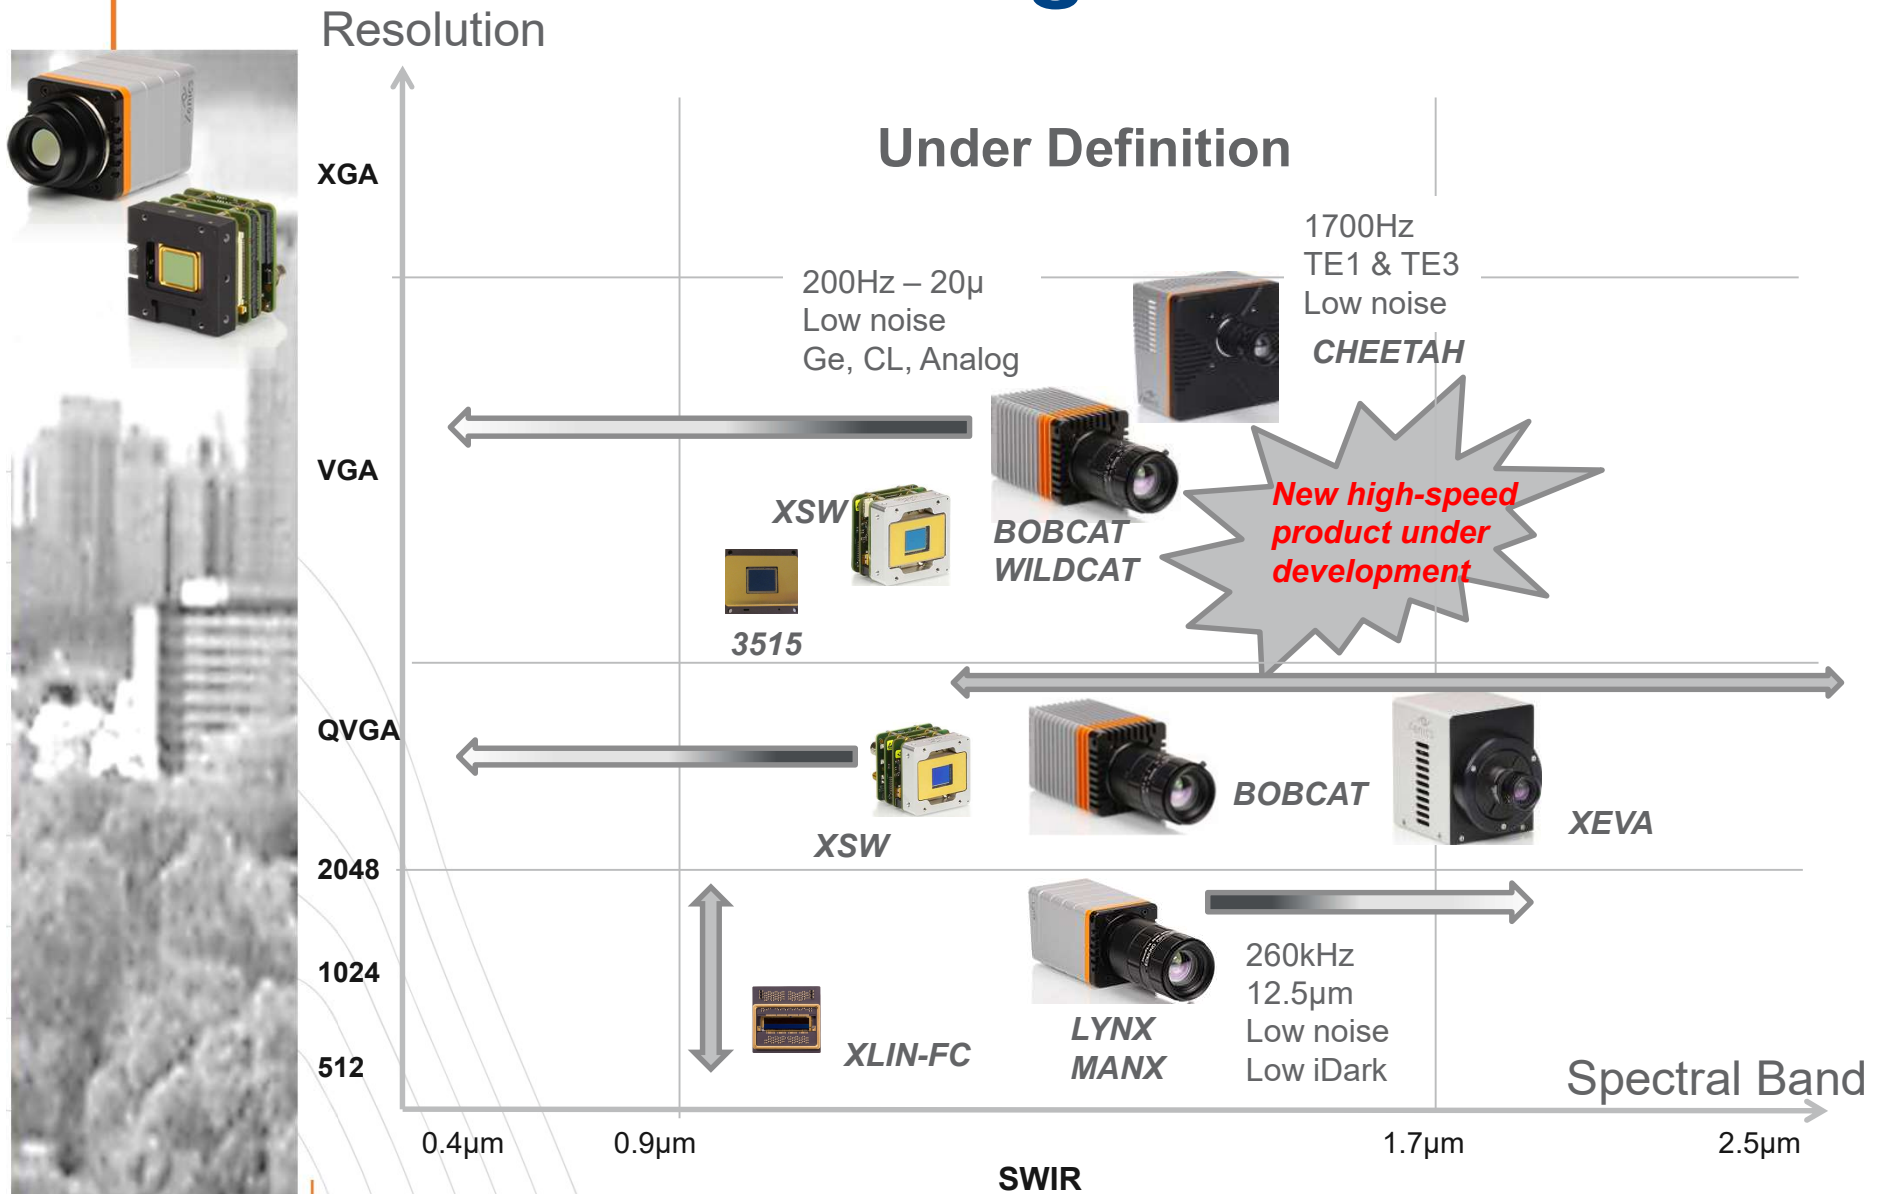 Resolution
XGA
Under Definition
1700Hz
TE1 & TE3
Low noise
CHEETAH
200Hz – 20µ
Low noise
Ge, CL, Analog
VGA
XSW
BOBCAT
WILDCAT
New high-speed
product under
development
3515
QVGA
XSW
BOBCAT
XEVA
Xenics
2048
1024
512
XLIN-FC
LYNX
MANX
260kHz
12.5µm
Low noise
Low iDark
Spectral Band
0.4µm
0.9µm
1.7µm
2.5µm
SWIR